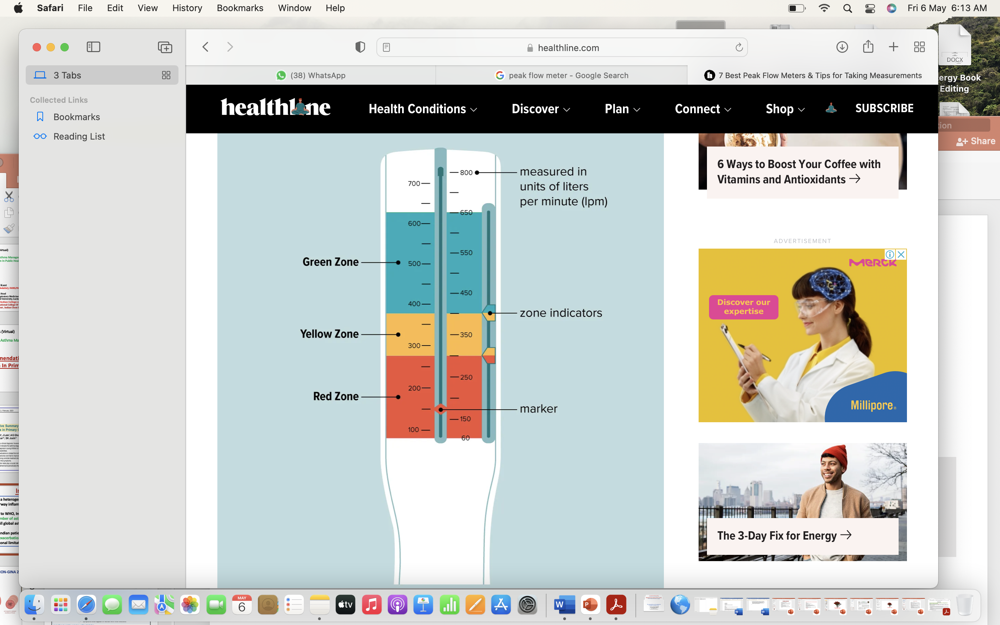 Safari File Edit View History Bookmarks Window Help Fri 6 May 6:13 AM
healthline.com
DOCX
ergy Book
Editing
3 Tabs
(38) WhatsApp
peak flow meter - Google Search
7 Best Peak Flow Meters & Tips for Taking Measurements
Collected Links
Bookmarks
Reading List
healthline
Health Conditions Discover Plan Connect Shop SUBSCRIBE
Share
800
700
measured in
units of liters
per minute (lpm)
650
600
550
Green Zone
500
450
400
zone indicators
Yellow Zone
350
300
250
200
Red Zone
marker
150
100
60
6 Ways to Boost Your Coffee with
Vitamins and Antioxidants
ADVERTISEMENT
MERCK
Discover our
expertise
Millipore®
The 3-Day Fix for Energy
MAY
6
tv
W
P